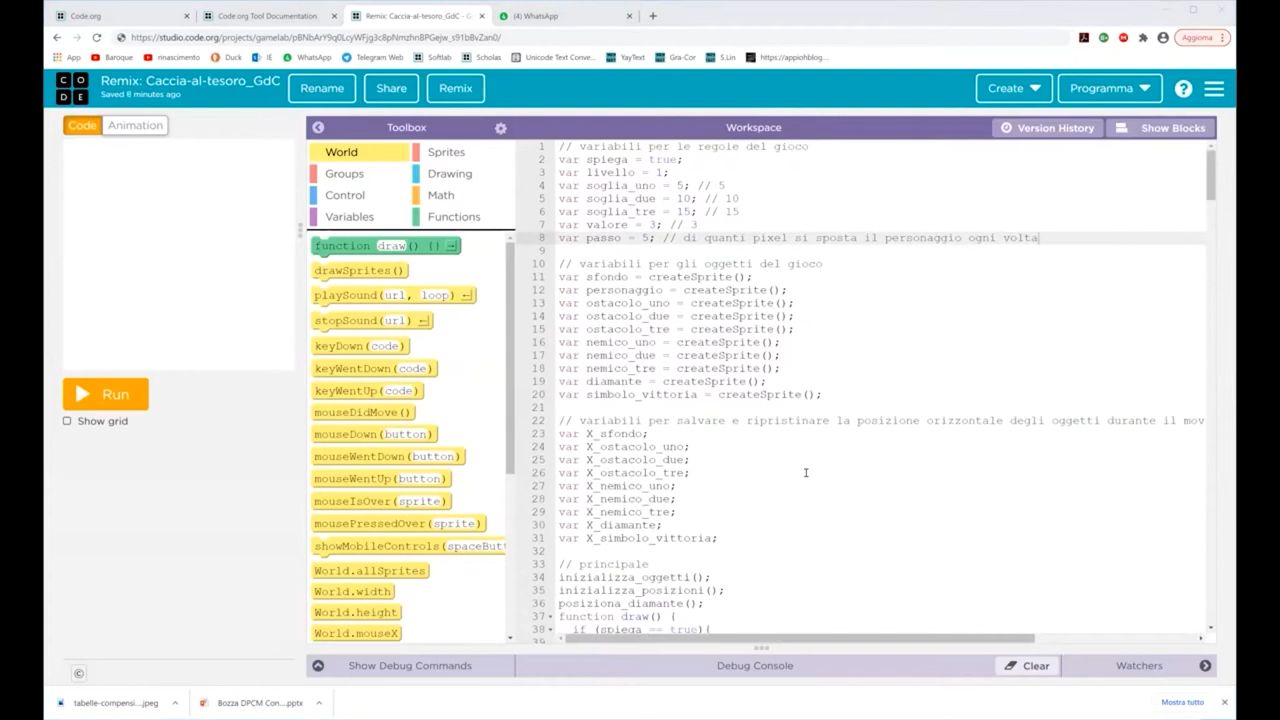 Code.org
Code.org Tool Documentation
Remix: Caccia-al-tesoro_GdC - G
(4) WhatsApp
https://studio.code.org/projects/gamelab/pBNbArY9q0LcyWFjg3c8pNmzhnBPGejw_s91bBvZan0/
Aggiorna
App
Baroque
rinascimento
Duck
IE
WhatsApp
Telegram Web
Softlab
Scholas
Unicode Text Conve...
YayText
Gra-Cor
S.Lin
https://appiohblog....
CODE
Remix: Caccia-al-tesoro_GdC
Saved 8 minutes ago
Rename
Share
Remix
Create
Programma
Code
Animation
Toolbox
Workspace
Version History
Show Blocks
World
Sprites
Groups
Drawing
Control
Math
Variables
Functions
function draw() {}
drawSprites()
playSound(url, loop)
stopSound(url)
keyDown(code)
keyWentDown(code)
keyWentUp(code)
mouseDidMove()
mouseDown(button)
mouseWentDown(button)
mouseWentUp(button)
mouseIsOver(sprite)
mousePressedOver(sprite)
showMobileControls(spaceButt
World.allSprites
World.width
World.height
World.mouseX
Run
Show grid
1 // variabili per le regole del gioco
2 var spiega = true;
3 var livello = 1;
4 var soglia_uno = 5; // 5
5 var soglia_due = 10; // 10
6 var soglia_tre = 15; // 15
7 var valore = 3; // 3
8 var passo = 5; // di quanti pixel si sposta il personaggio ogni volta
9
10 // variabili per gli oggetti del gioco
11 var sfondo = createSprite();
12 var personaggio = createSprite();
13 var ostacolo_uno = createSprite();
14 var ostacolo_due = createSprite();
15 var ostacolo_tre = createSprite();
16 var nemico_uno = createSprite();
17 var nemico_due = createSprite();
18 var nemico_tre = createSprite();
19 var diamante = createSprite();
20 var simbolo_vittoria = createSprite();
21
22 // variabili per salvare e ripristinare la posizione orizzontale degli oggetti durante il mov
23 var X_sfondo;
24 var X_ostacolo_uno;
25 var X_ostacolo_due;
26 var X_ostacolo_tre;
27 var X_nemico_uno;
28 var X_nemico_due;
29 var X_nemico_tre;
30 var X_diamante;
31 var X_simbolo_vittoria;
32
33 // principale
34 inizializza_oggetti();
35 inizializza_posizioni();
36 posiziona_diamante();
37 function draw() {
38 if (spiega == true){
39
Show Debug Commands
Debug Console
Clear
Watchers
©
tabelle-compensi....jpeg
Bozza DPCM Con....pptx
Mostra tutto